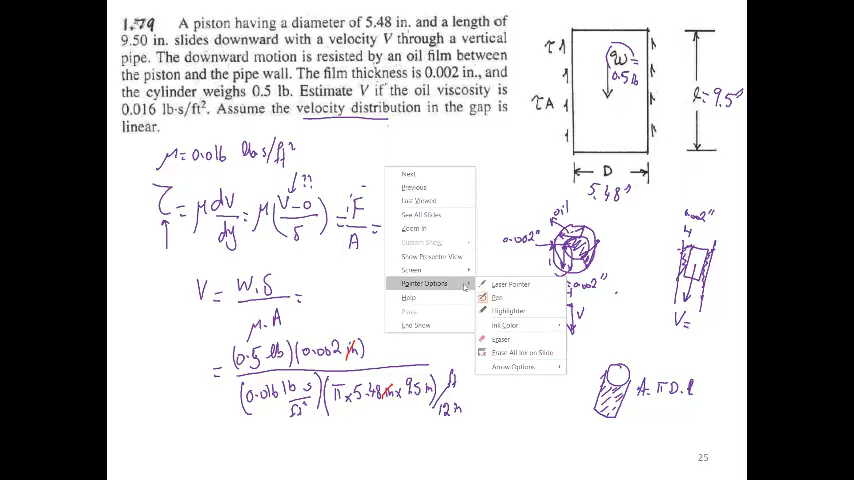 1.79 A piston having a diameter of 5.48 in. and a length of
9.50 in. slides downward with a velocity V through a vertical
pipe. The downward motion is resisted by an oil film between
the piston and the pipe wall. The film thickness is 0.002 in., and
the cylinder weighs 0.5 lb. Estimate V if the oil viscosity is
0.016 lb·s/ft². Assume the velocity distribution in the gap is
linear.
τ
W=
0.5lb
τA
ℓ=9.5"
D
5.48"
μ=0.016 lb.s/ft²
??
τ = μ dV/dy = μ (V-0/δ) = F/A =
V = W.δ / μ.A =
= (0.5 lb)(0.002 in)
(0.016 lb s / ft²)(π x 5.48 in x 9.5 in) ft / 12 in
oil
0.002"
0.002"
V
0.002"
V=
A=πD.ℓ
Next
Previous
Last Viewed
See All Slides
Zoom In
Custom Show
Show Presenter View
Screen
Pointer Options
Help
Pause
End Show
Laser Pointer
Pen
Highlighter
Ink Color
Eraser
Erase All Ink on Slide
Arrow Options
25